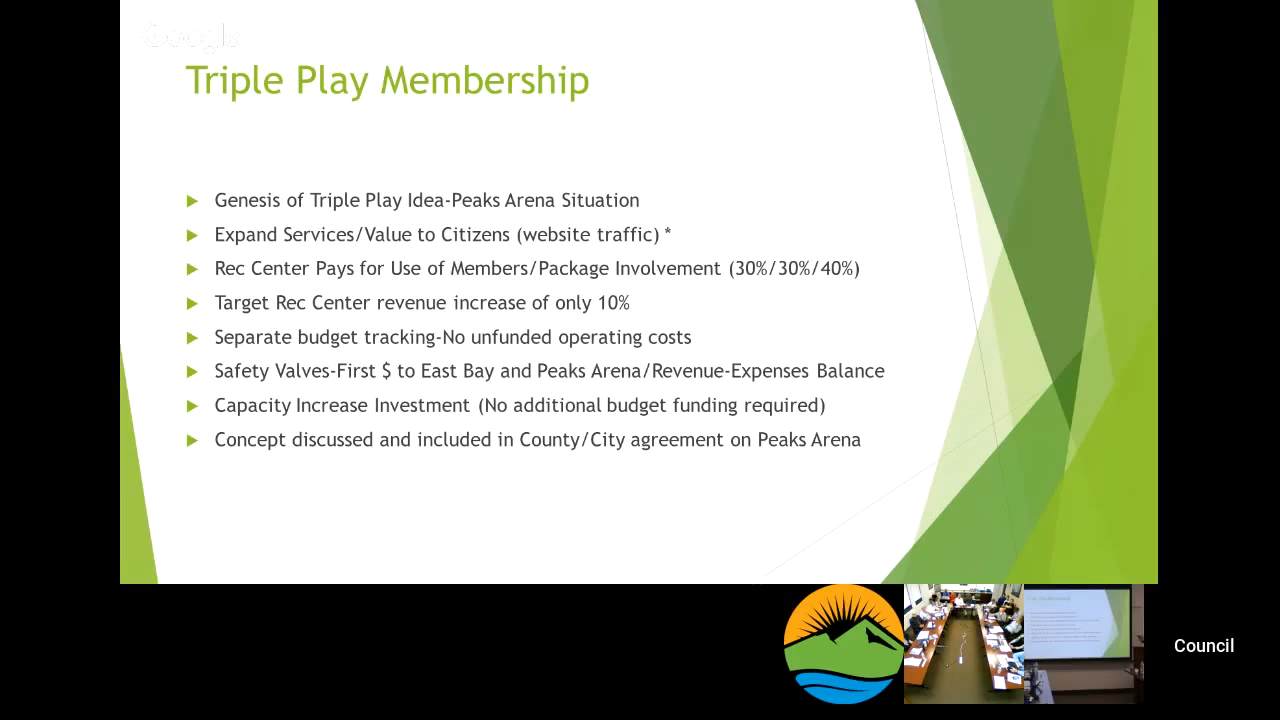 Google
Triple Play Membership
Genesis of Triple Play Idea-Peaks Arena Situation
Expand Services/Value to Citizens (website traffic) *
Rec Center Pays for Use of Members/Package Involvement (30%/30%/40%)
Target Rec Center revenue increase of only 10%
Separate budget tracking-No unfunded operating costs
Safety Valves-First $ to East Bay and Peaks Arena/Revenue-Expenses Balance
Capacity Increase Investment (No additional budget funding required)
Concept discussed and included in County/City agreement on Peaks Arena
Council